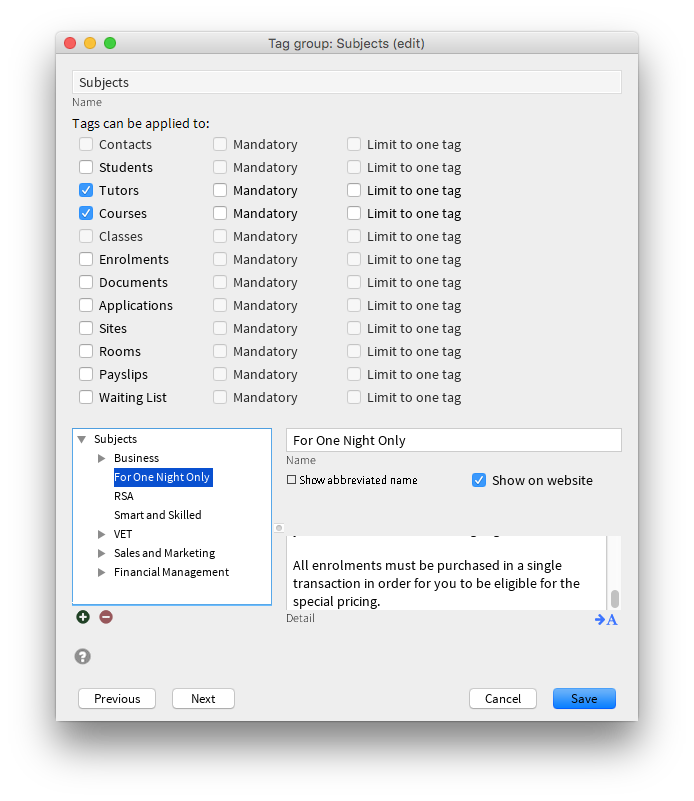 Tag group: Subjects (edit)
Subjects
Name
Tags can be applied to:
Contacts Mandatory Limit to one tag
Students Mandatory Limit to one tag
Tutors Mandatory Limit to one tag
Courses Mandatory Limit to one tag
Classes Mandatory Limit to one tag
Enrolments Mandatory Limit to one tag
Documents Mandatory Limit to one tag
Applications Mandatory Limit to one tag
Sites Mandatory Limit to one tag
Rooms Mandatory Limit to one tag
Payslips Mandatory Limit to one tag
Waiting List Mandatory Limit to one tag
Subjects
Business
For One Night Only
RSA
Smart and Skilled
VET
Sales and Marketing
Financial Management
For One Night Only
Name
Show abbreviated name Show on website
All enrolments must be purchased in a single
transaction in order for you to be eligible for the
special pricing.
Detail A
?
Previous Next Cancel Save